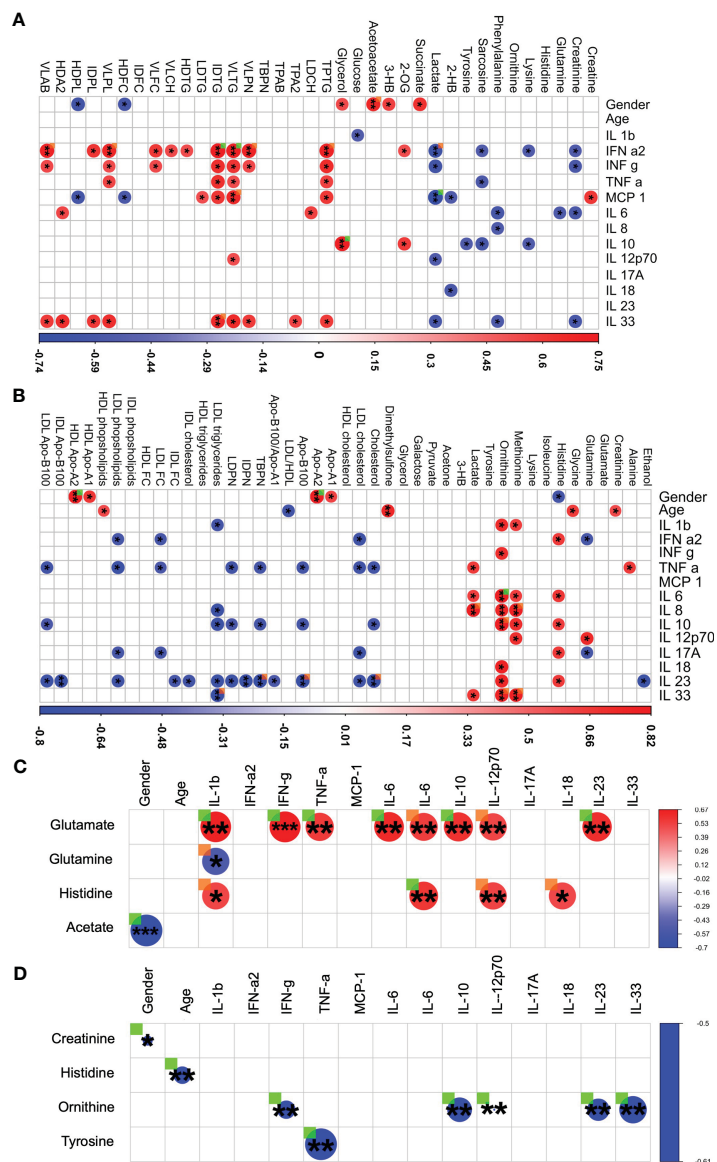 A
VLAB
HDA2
HDPL
IDPL
VLPL
HDFC
IDFC
VLFC
VLCH
HDTG
LDTG
IDTG
VLTG
VLPN
TBPN
TPAB
TPA2
LDCH
TPTG
Glycerol
Glucose
Acetoacetate
3-HB
2-OG
Succinate
Lactate
2-HB
Tyrosine
Sarcosine
Phenylalanine
Ornithine
Lysine
Histidine
Glutamine
Creatinine
Creatine
Gender
Age
IL 1b
IFN a2
INF g
TNF a
MCP 1
IL 6
IL 8
IL 10
IL 12p70
IL 17A
IL 18
IL 23
IL 33
-0.74
-0.59
-0.44
-0.29
-0.14
0
0.15
0.3
0.45
0.6
0.75
B
LDL Apo-B100
IDL Apo-B100
HDL Apo-A2
HDL Apo-A1
HDL phopsholipids
LDL phopsholipids
IDL phopsholipids
HDL FC
LDL FC
IDL FC
IDL cholesterol
HDL triglycerides
LDL triglycerides
LDPN
IDPN
TBPN
Apo-B100/Apo-A1
LDL/HDL
Apo-B100
Apo-A2
Apo-A1
HDL cholesterol
LDL cholesterol
Cholesterol
Dimethylsulfone
Glycerol
Galactose
Pyruvate
Acetone
3-HB
Lactate
Tyrosine
Ornithine
Methionine
Lysine
Isoleucine
Histidine
Glycine
Glutamine
Glutamate
Creatinine
Alanine
Ethanol
Gender
Age
IL 1b
IFN a2
INF g
TNF a
MCP 1
IL 6
IL 8
IL 10
IL 12p70
IL 17A
IL 18
IL 23
IL 33
-0.8
-0.64
-0.48
-0.31
-0.15
0.01
0.17
0.33
0.5
0.66
0.82
C
Gender
Age
IL-1b
IFN-a2
IFN-g
TNF-a
MCP-1
IL-6
IL-6
IL-10
IL--12p70
IL-17A
IL-18
IL-23
IL-33
Glutamate
Glutamine
Histidine
Acetate
0.67
0.53
0.39
0.26
0.12
-0.02
-0.16
-0.29
-0.43
-0.57
-0.7
D
Gender
Age
IL-1b
IFN-a2
IFN-g
TNF-a
MCP-1
IL-6
IL-6
IL-10
IL--12p70
IL-17A
IL-18
IL-23
IL-33
Creatinine
Histidine
Ornithine
Tyrosine
-0.5
-0.61